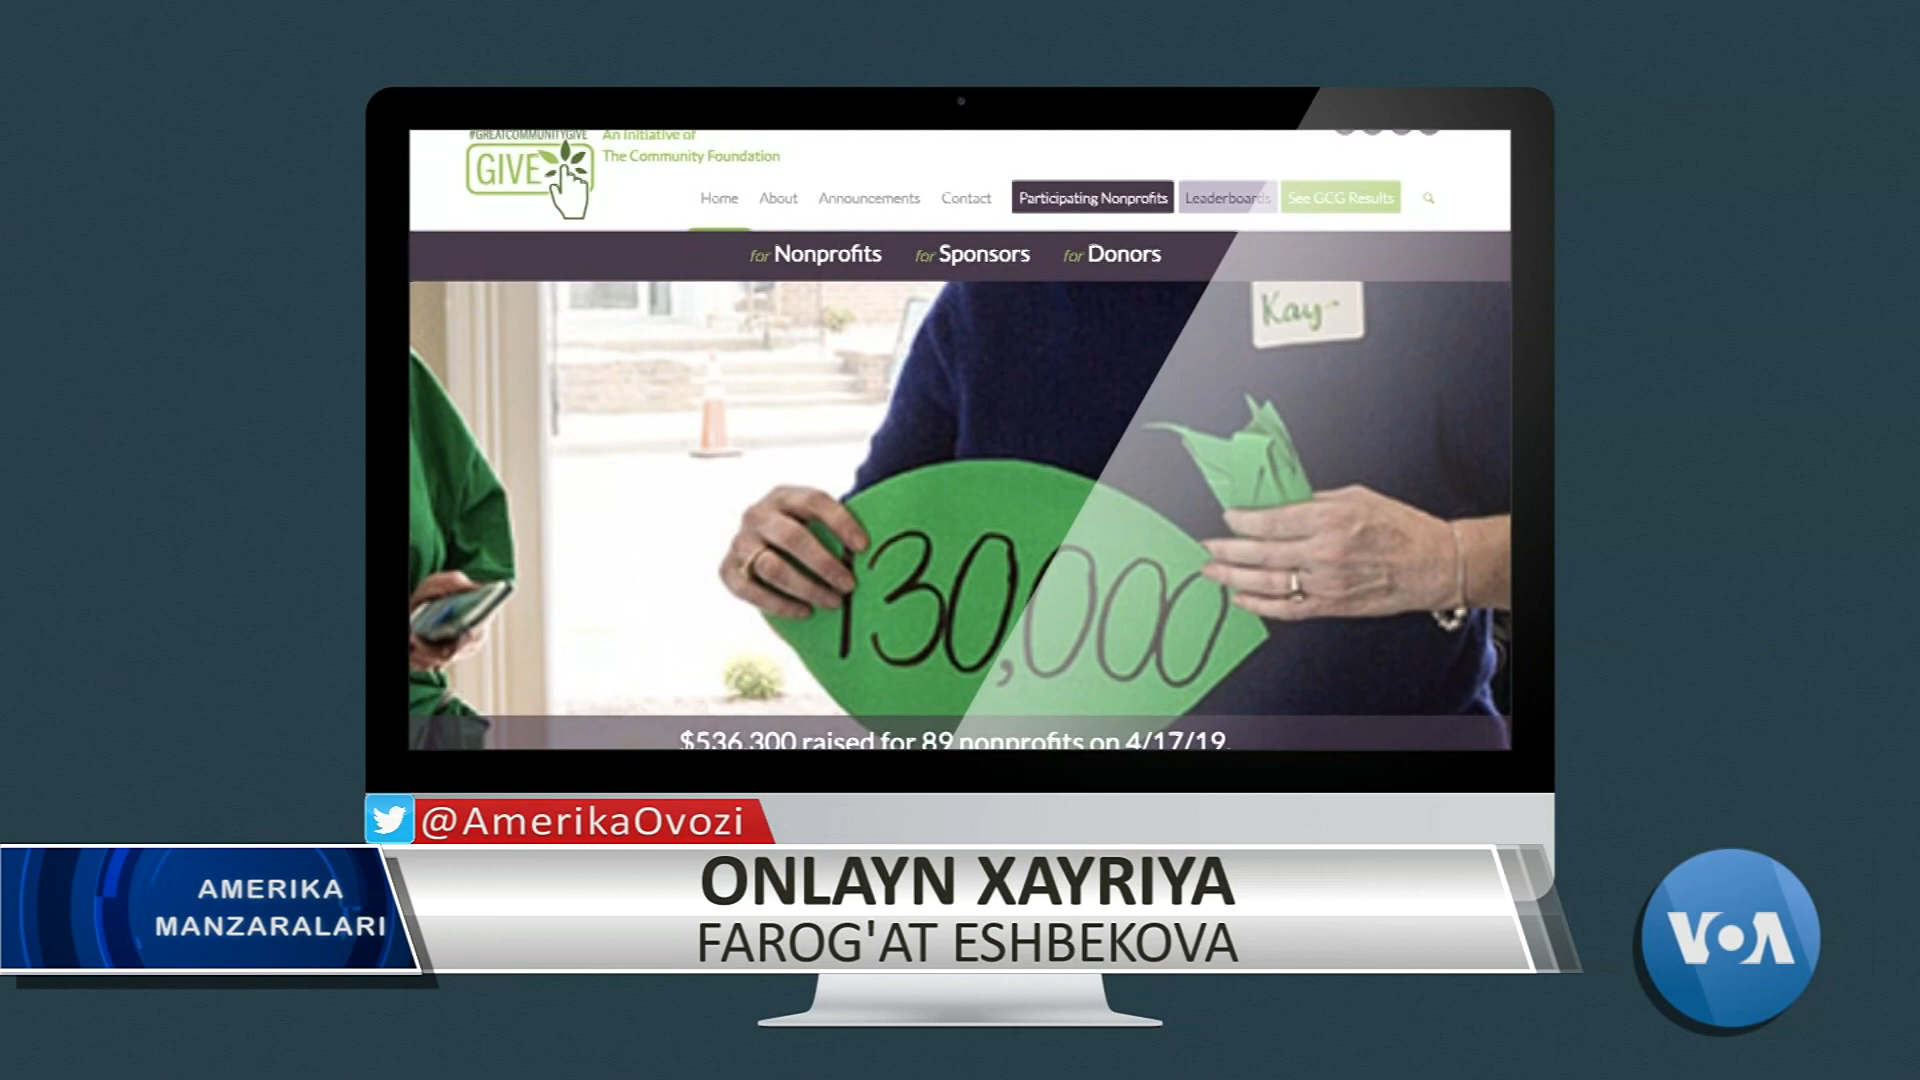 #GREATCOMMUNITYGIVE
An Initiative of
GIVE
The Community Foundation
Home About Announcements Contact Participating Nonprofits Leaderboards See GCG Results
for Nonprofits for Sponsors for Donors
Kay
130,000
$536,300 raised for 89 nonprofits on 4/17/19.
@AmerikaOvozi
AMERIKA
MANZARALARI
ONLAYN XAYRIYA
FAROG'AT ESHBEKOVA
VOA